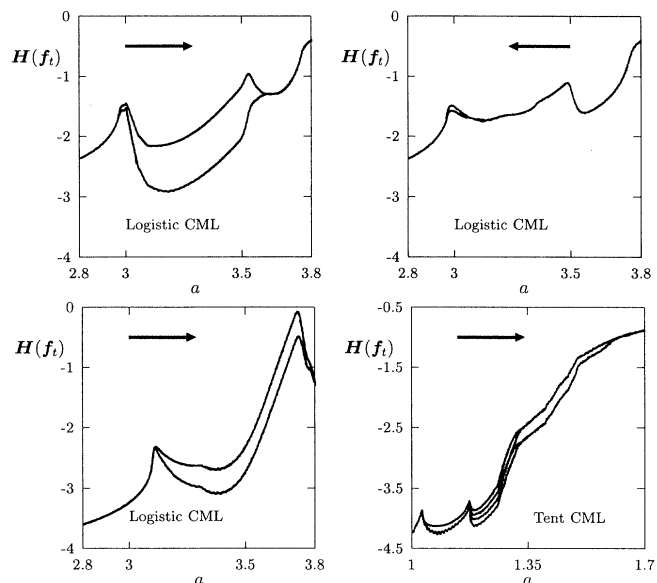 0
H(f_t)
-1
-2
-3
Logistic CML
-4
2.8 3 3.5 3.8
a
0
H(f_t)
-1
-2
-3
Logistic CML
-4
2.8 3 3.5 3.8
a
0
H(f_t)
-1
-2
-3
Logistic CML
-4
2.8 3 3.5 3.8
a
-0.5
H(f_t)
-1.5
-2.5
-3.5
Tent CML
-4.5
1 1.35 1.7
a